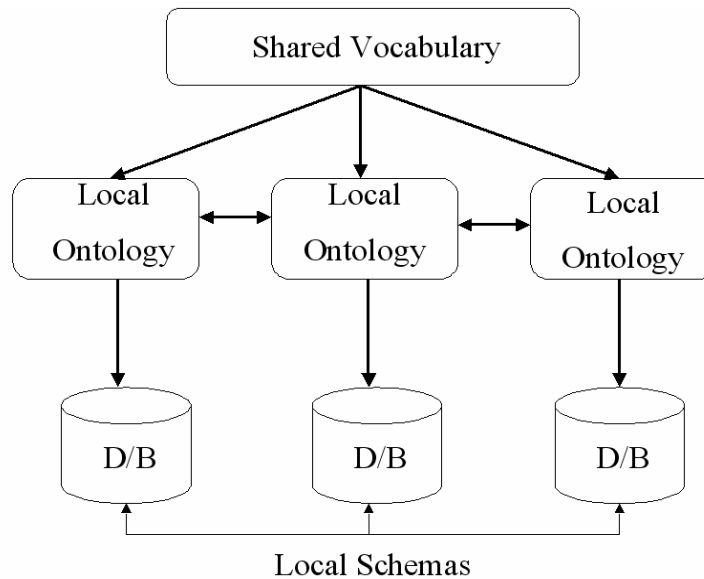 Shared Vocabulary
Local
Ontology
Local
Ontology
Local
Ontology
D/B
D/B
D/B
Local Schemas